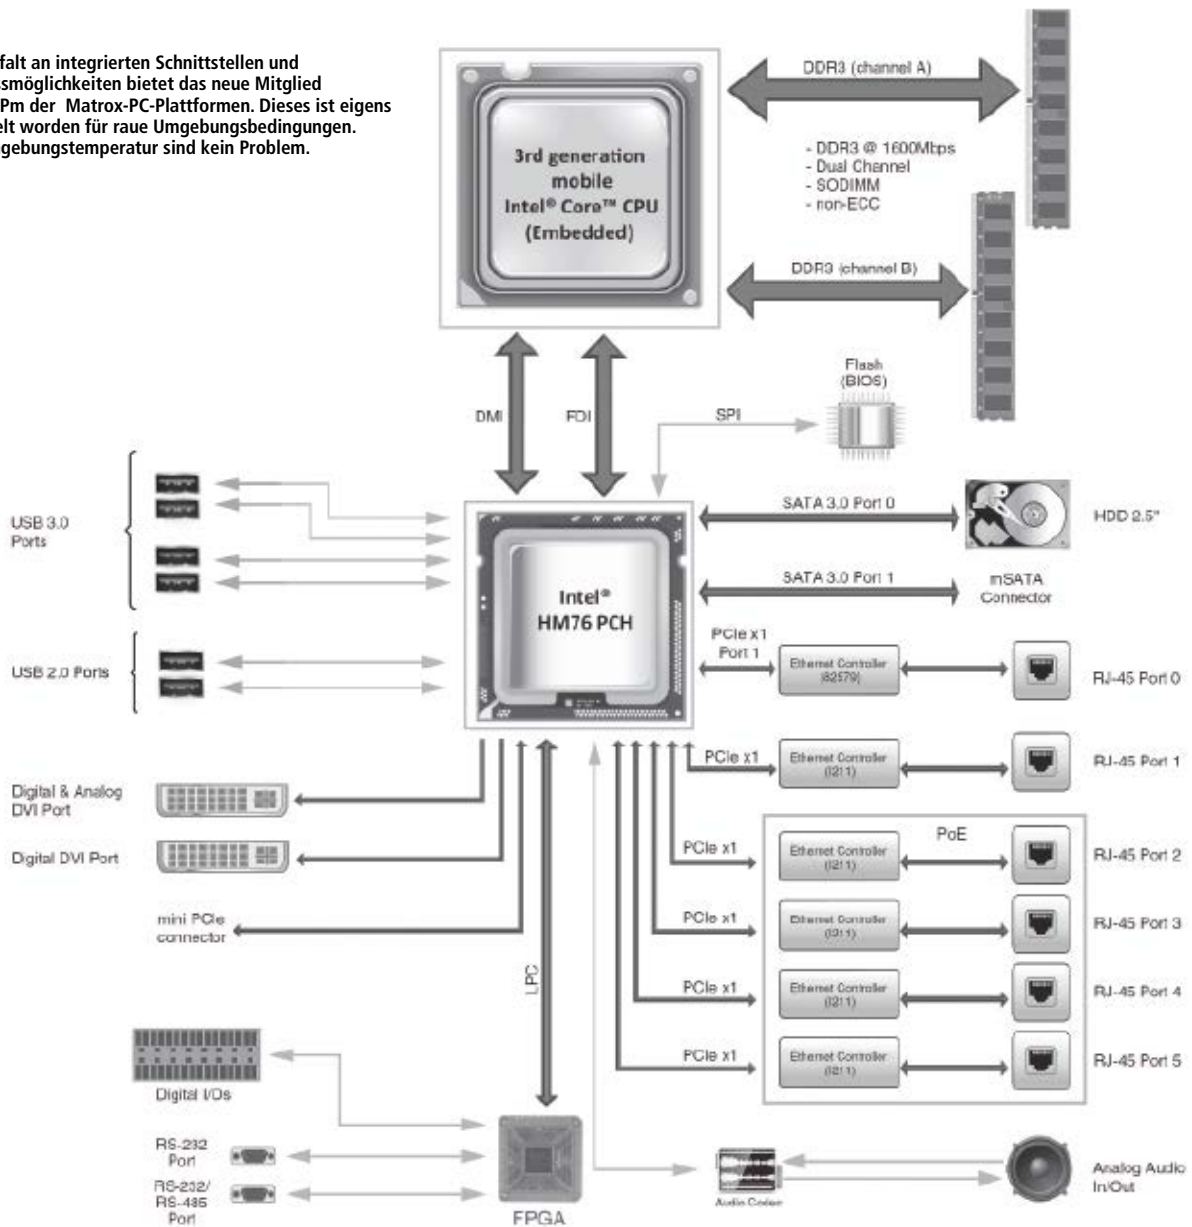 falt an integrierten Schnittstellen und
smöglichkeiten bietet das neue Mitglied
Pm der Matrox-PC-Plattformen. Dieses ist eigens
elt worden für raue Umgebungsbedingungen.
gebungstemperatur sind kein Problem.
3rd generation
mobile
Intel® Core™ CPU
(Embedded)
DDR3 (channel A)
- DDR3 @ 1600Mbps
- Dual Channel
- SODIMM
- non-ECC
DDR3 (channel B)
DMI
FDI
SPI
Flash
(BIOS)
USB 3.0
Ports
USB 2.0 Ports
Intel®
HM76 PCH
SATA 3.0 Port 0
HDD 2.5"
SATA 3.0 Port 1
mSATA
Connector
PCIe x1
Port 1
Ethernet Controller
(82579)
RJ-45 Port 0
PCIe x1
Ethernet Controller
(I211)
RJ-45 Port 1
Digital & Analog
DVI Port
Digital DVI Port
mini PCIe
connector
LPC
PoE
PCIe x1
Ethernet Controller
(I211)
RJ-45 Port 2
PCIe x1
Ethernet Controller
(I211)
RJ-45 Port 3
PCIe x1
Ethernet Controller
(I211)
RJ-45 Port 4
PCIe x1
Ethernet Controller
(I211)
RJ-45 Port 5
Digital I/Os
RS-232
Port
RS-232/
RS-485
Port
FPGA
Audio Codec
Analog Audio
In/Out